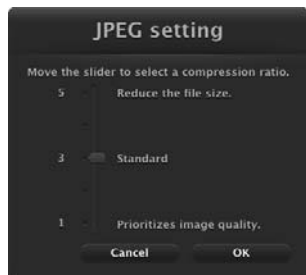 JPEG setting
Move the slider to select a compression ratio.
5 Reduce the file size.
3 Standard
1 Prioritizes image quality.
Cancel OK